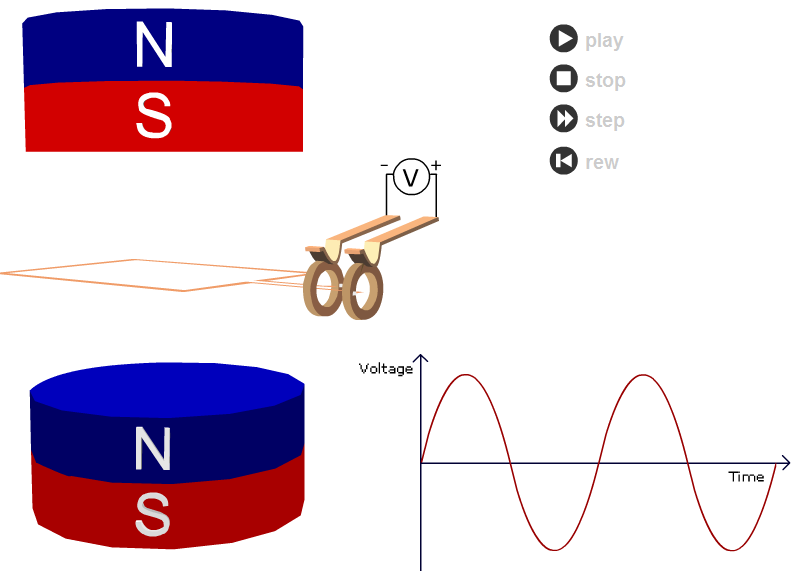 N
S
play
stop
step
rew
- +
V
N
S
Voltage
Time